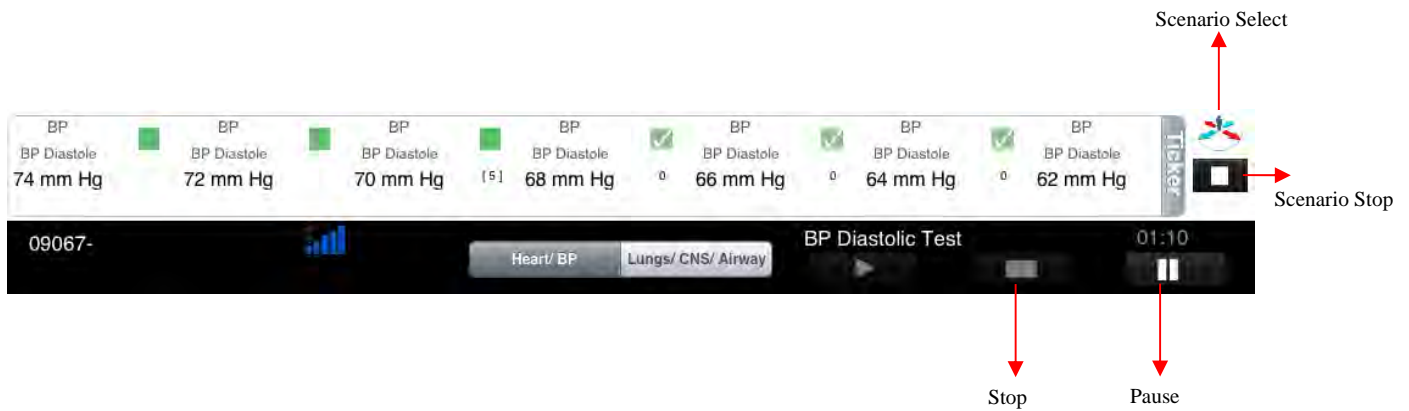 Scenario Select
BP BP BP BP BP BP BP
BP Diastole BP Diastole BP Diastole BP Diastole BP Diastole BP Diastole BP Diastole
74 mm Hg 72 mm Hg 70 mm Hg [5] 68 mm Hg 0 66 mm Hg 0 64 mm Hg 0 62 mm Hg
Ticker
Scenario Stop
09067- BP Diastolic Test 01:10
Heart/ BP Lungs/ CNS/ Airway
Stop Pause